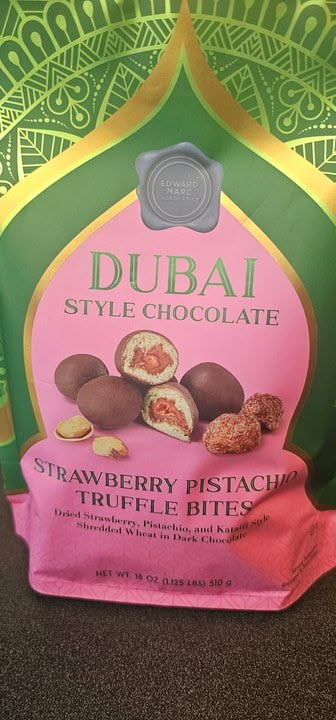 EDWARD
MARC
CHOCOLATIER
DUBAI
STYLE CHOCOLATE
STRAWBERRY PISTACHIO
TRUFFLE BITES
Dried Strawberry, Pistachio, and Kataifi-Style
Shredded Wheat in Dark Chocolate
NET WT. 18 OZ (1.125 LBS) 510 g